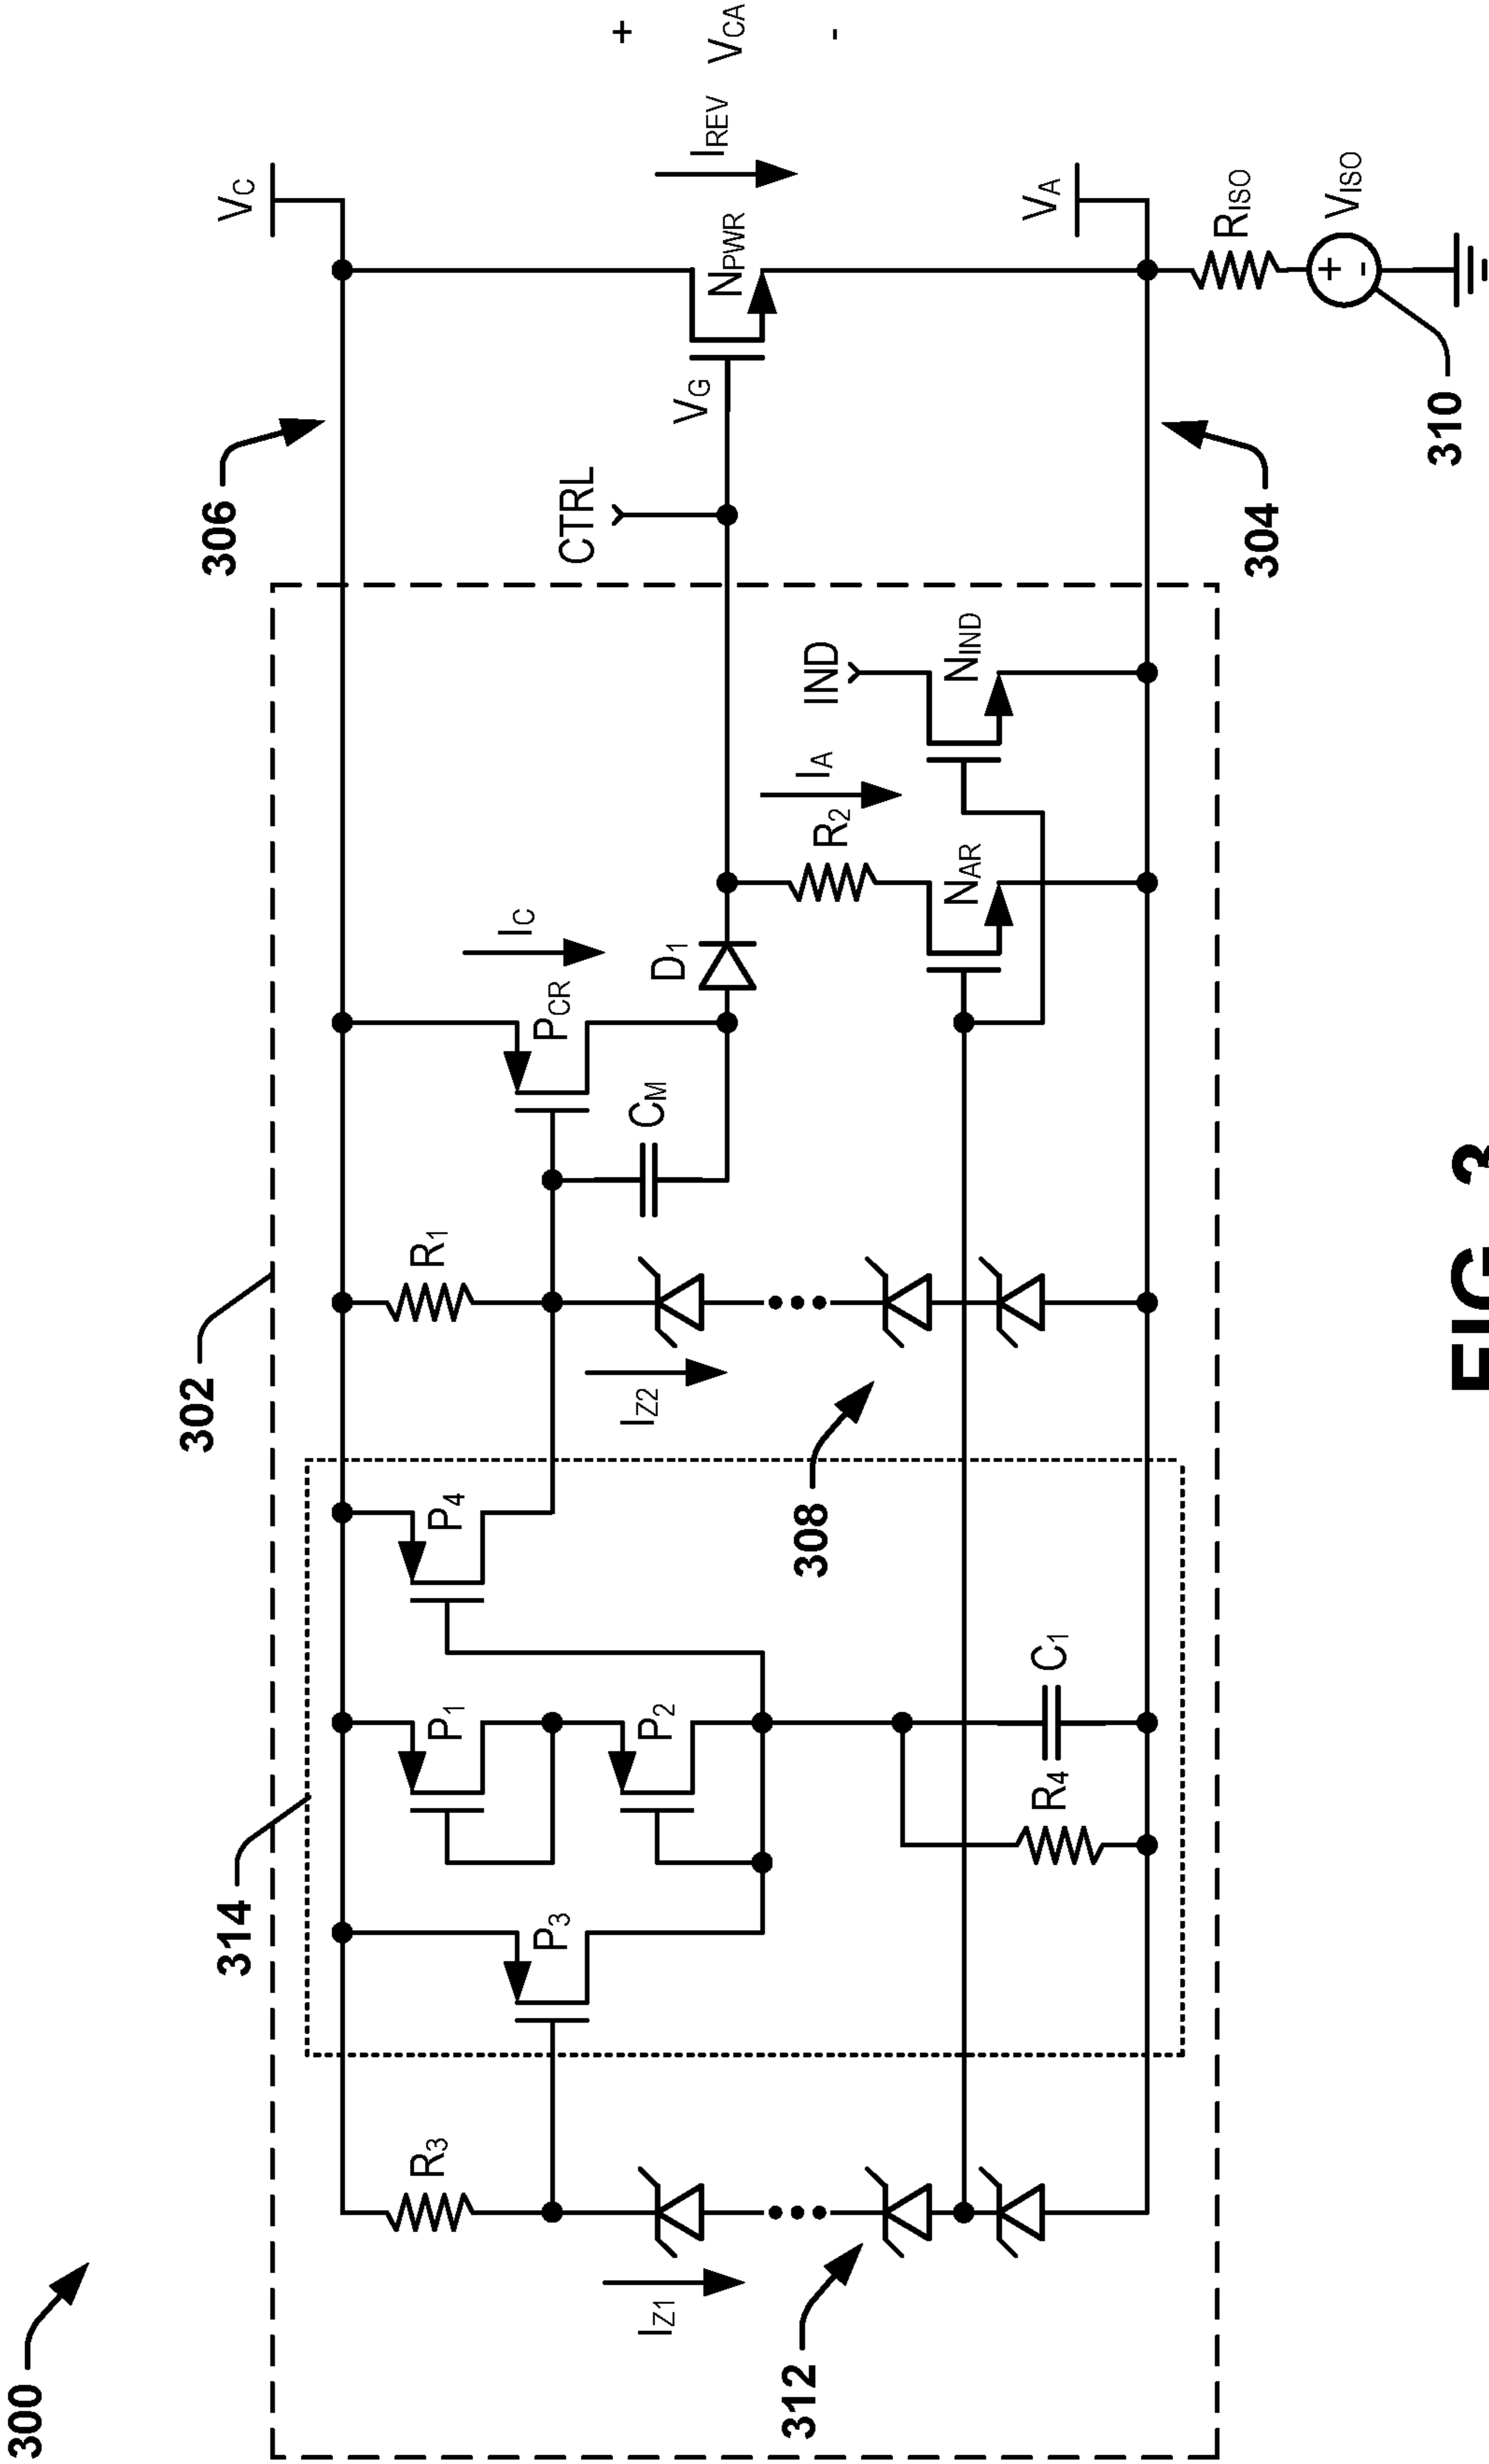 300
302
306
314
VC
+
IREV VCA
-
CTRL
VG
NPWR
VA
RISO
VISO
+
-
310
304
IC
PCR
D1
CM
R1
IA
R2
NAR
IND
NIND
IZ2
308
P4
P1
P2
P3
C1
R4
R3
IZ1
312
FIG. 3